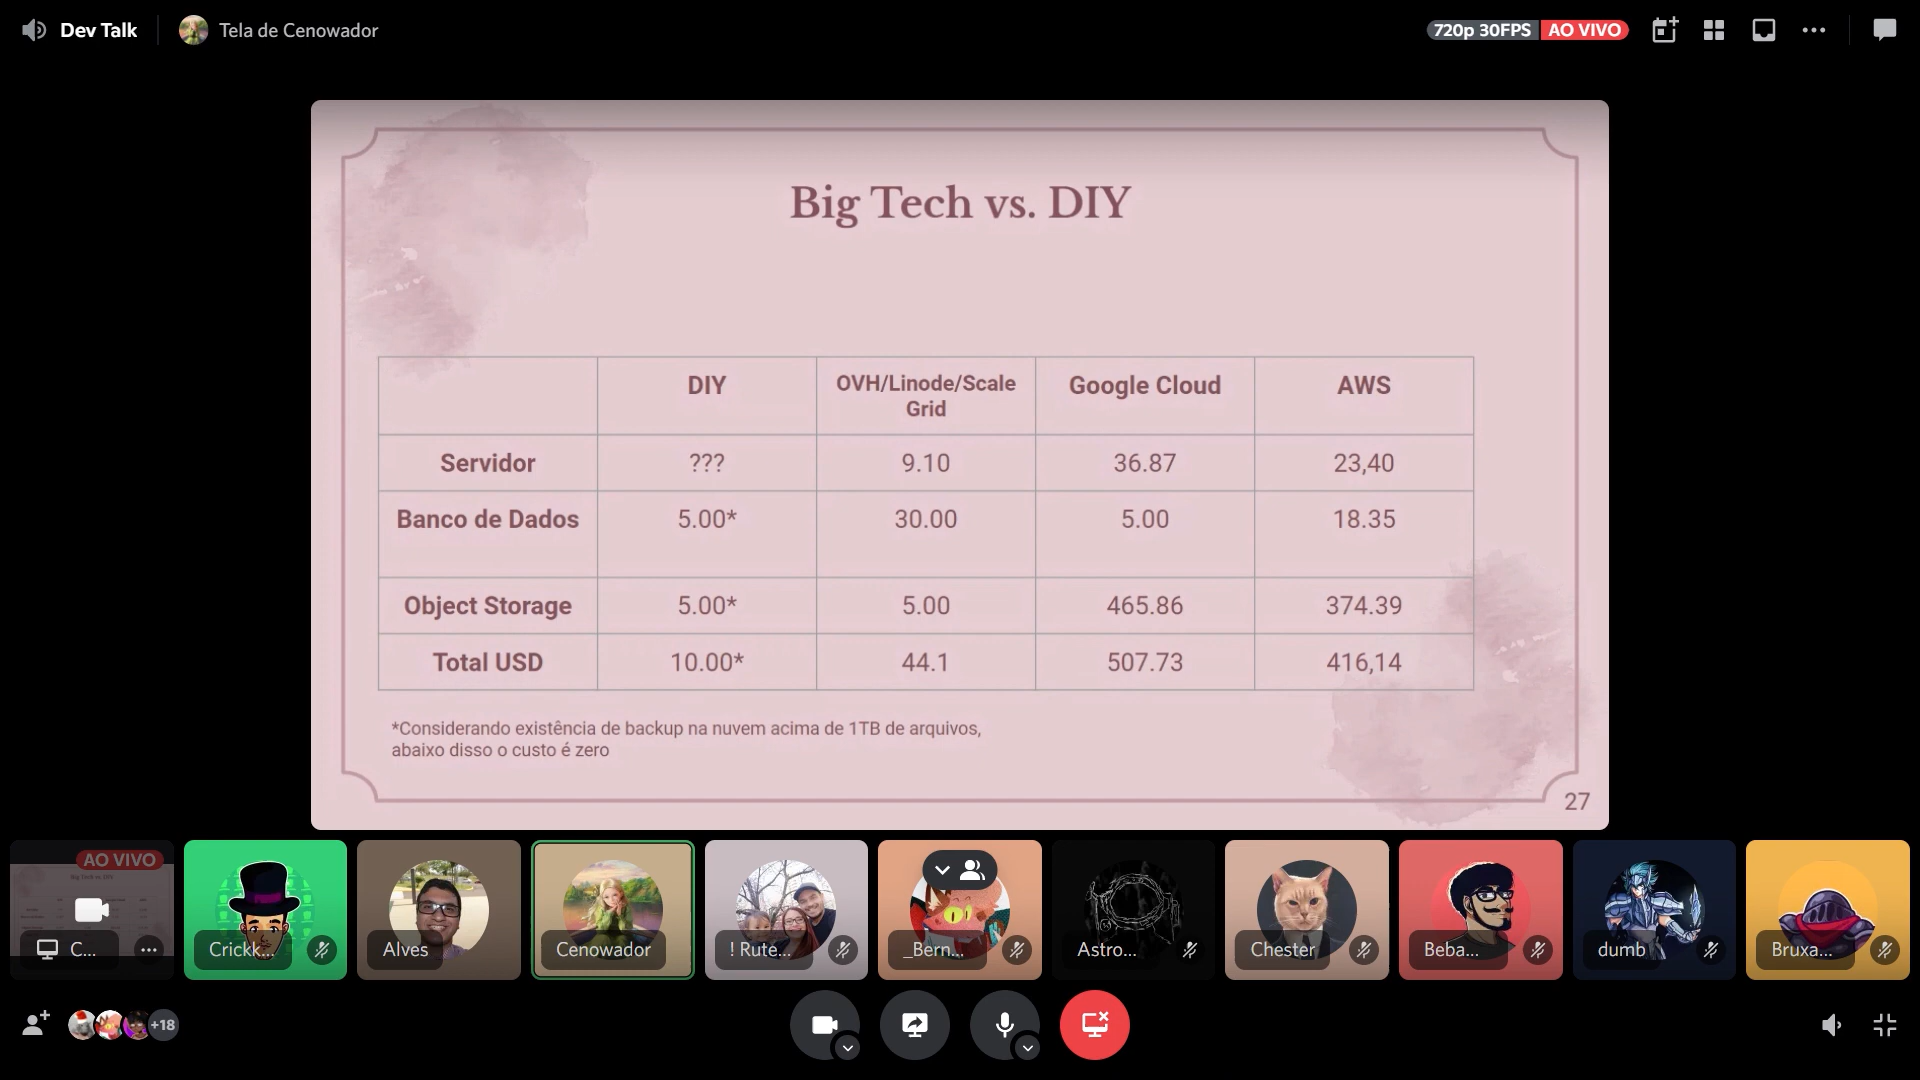 Dev Talk
Tela de Cenowador
720p 30FPS AO VIVO
Big Tech vs. DIY
DIY OVH/Linode/Scale Grid Google Cloud AWS
Servidor ??? 9.10 36.87 23,40
Banco de Dados 5.00* 30.00 5.00 18.35
Object Storage 5.00* 5.00 465.86 374.39
Total USD 10.00* 44.1 507.73 416,14
*Considerando existência de backup na nuvem acima de 1TB de arquivos,
abaixo disso o custo é zero
27
AO VIVO
Big Tech vs. DIY
C... Crickk... Alves Cenowador ! Rute... _Bern... Astro... Chester Beba... dumb Bruxa...
+18